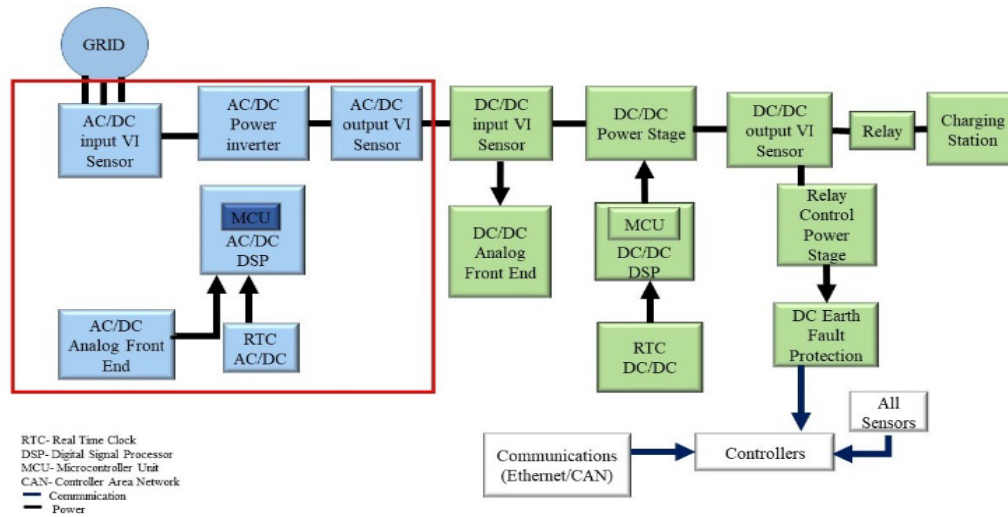 GRID
AC/DC
input VI
Sensor
AC/DC
Power
inverter
AC/DC
output VI
Sensor
DC/DC
input VI
Sensor
DC/DC
Power Stage
DC/DC
output VI
Sensor
Relay
Charging
Station
MCU
AC/DC
DSP
DC/DC
Analog
Front End
MCU
DC/DC
DSP
Relay
Control
Power
Stage
AC/DC
Analog Front
End
RTC
AC/DC
RTC
DC/DC
DC Earth
Fault
Protection
All
Sensors
Communications
(Ethernet/CAN)
Controllers
RTC- Real Time Clock
DSP- Digital Signal Processor
MCU- Microcontroller Unit
CAN- Controller Area Network
Communication
Power